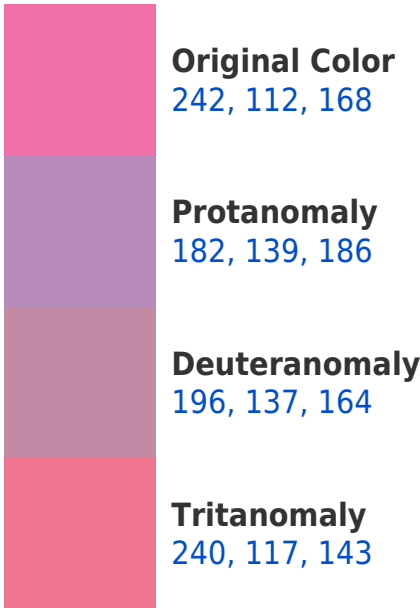 Original Color
242, 112, 168
Protanomaly
182, 139, 186
Deuteranomaly
196, 137, 164
Tritanomaly
240, 117, 143